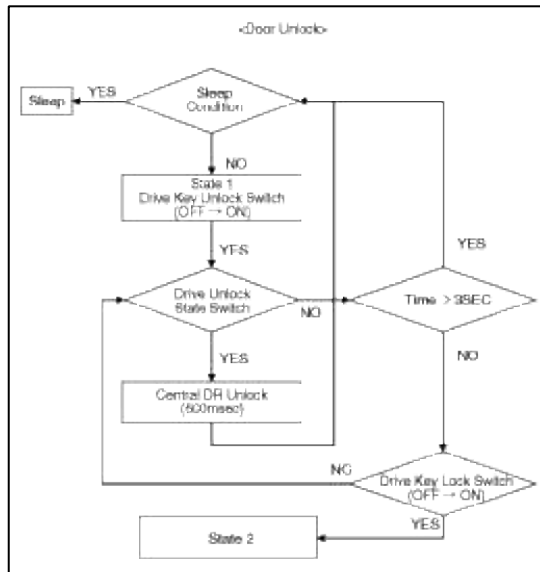 <Door Unlock>
Sleep
YES
Sleep
Condition
NO
State 1
Drive Key Unlock Switch
(OFF → ON)
YES
YES
Drive Unlock
State Switch
NO
Time > 3SEC
YES
NO
Central DR Unlock
(500msec)
NO
Drive Key Lock Switch
(OFF → ON)
YES
State 2